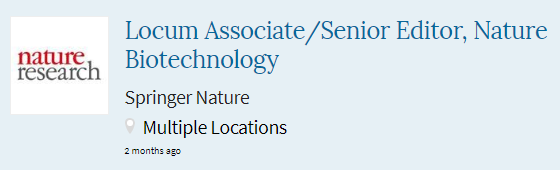 nature
research
Locum Associate/Senior Editor, Nature
Biotechnology
Springer Nature
Multiple Locations
2 months ago